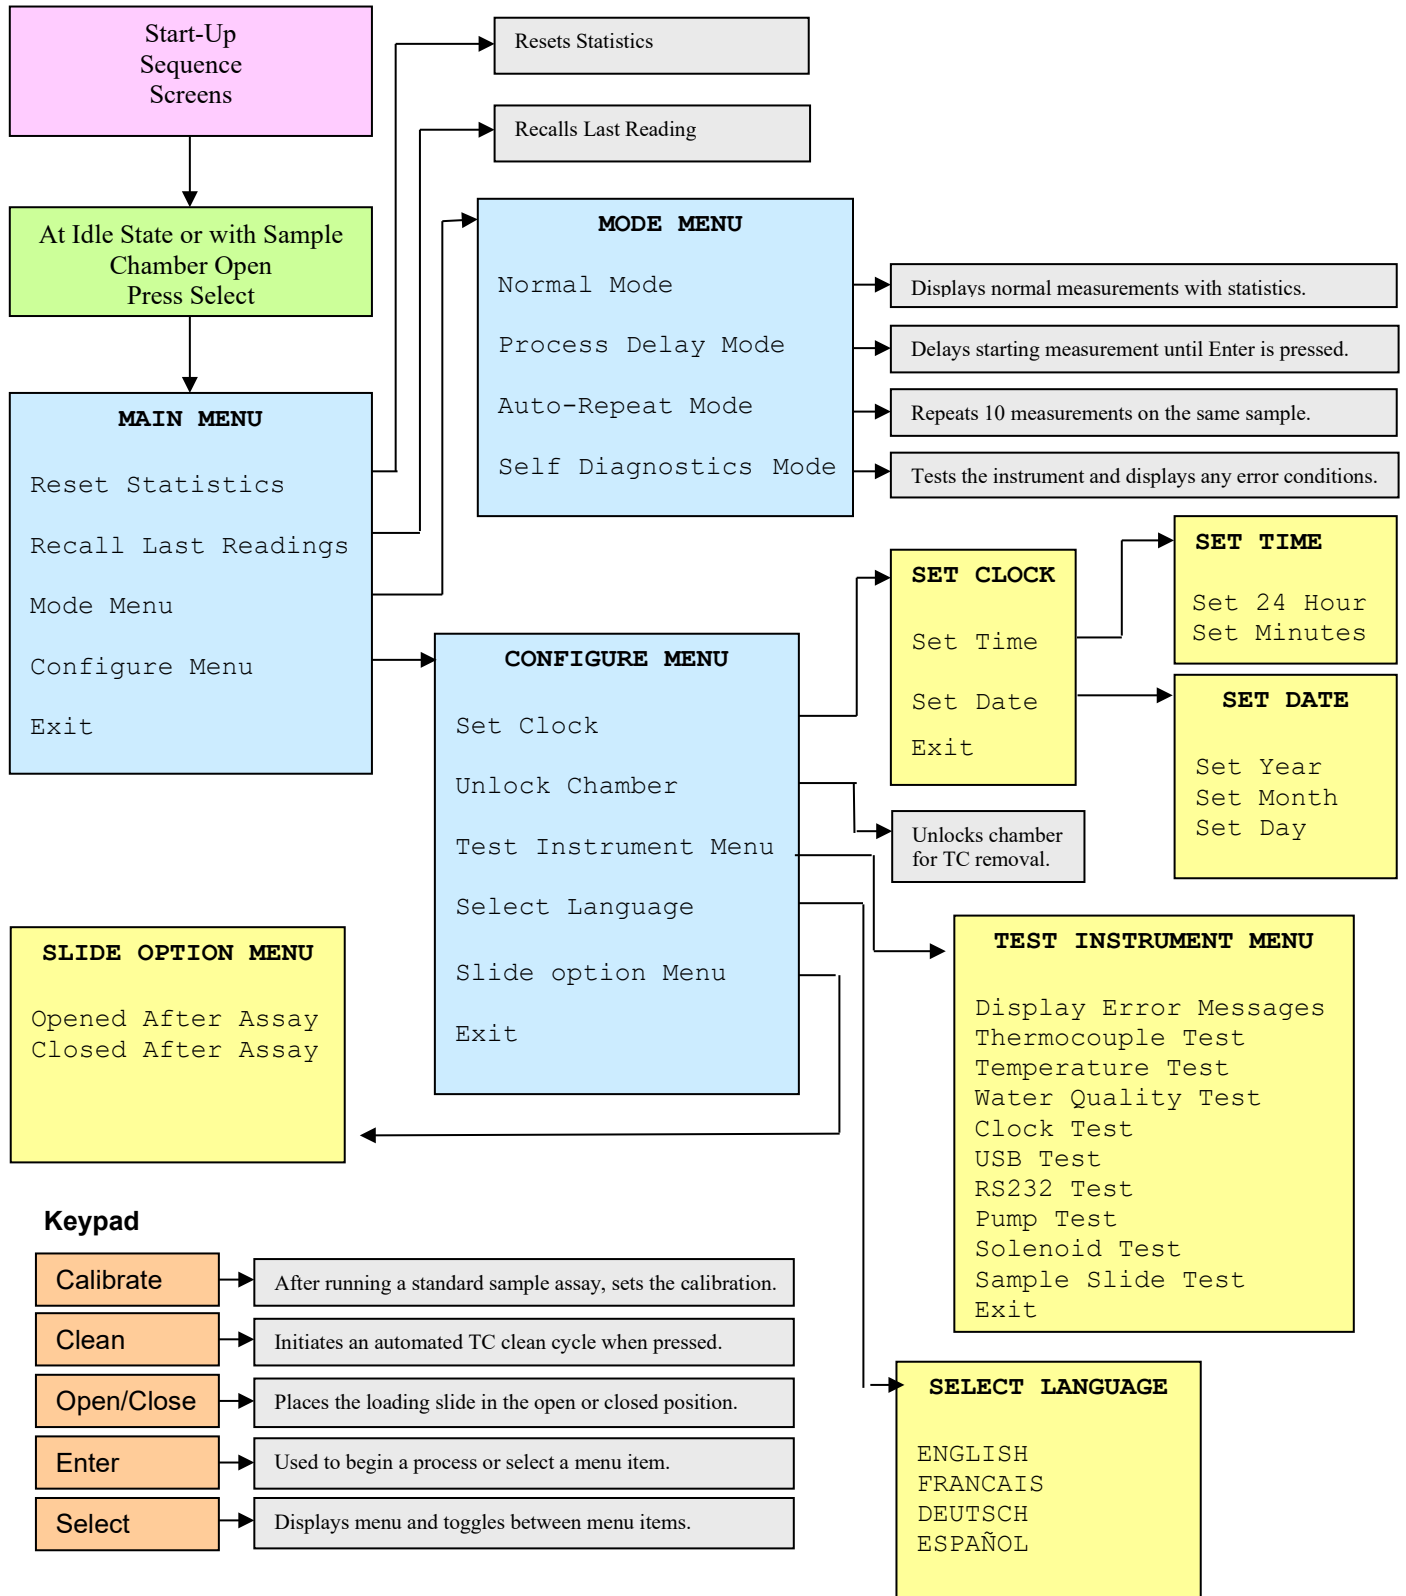 Start-Up
Sequence
Screens
Resets Statistics
Recalls Last Reading
At Idle State or with Sample
Chamber Open
Press Select
MODE MENU
Normal Mode
Displays normal measurements with statistics.
Process Delay Mode
Delays starting measurement until Enter is pressed.
Auto-Repeat Mode
Repeats 10 measurements on the same sample.
Self Diagnostics Mode
Tests the instrument and displays any error conditions.
MAIN MENU
Reset Statistics
Recall Last Readings
Mode Menu
Configure Menu
Exit
CONFIGURE MENU
Set Clock
Unlock Chamber
Test Instrument Menu
Select Language
Slide option Menu
Exit
SET CLOCK
Set Time
Set Date
Exit
SET TIME
Set 24 Hour
Set Minutes
SET DATE
Set Year
Set Month
Set Day
Unlocks chamber
for TC removal.
SLIDE OPTION MENU
Opened After Assay
Closed After Assay
TEST INSTRUMENT MENU
Display Error Messages
Thermocouple Test
Temperature Test
Water Quality Test
Clock Test
USB Test
RS232 Test
Pump Test
Solenoid Test
Sample Slide Test
Exit
Keypad
Calibrate
After running a standard sample assay, sets the calibration.
Clean
Initiates an automated TC clean cycle when pressed.
Open/Close
Places the loading slide in the open or closed position.
Enter
Used to begin a process or select a menu item.
Select
Displays menu and toggles between menu items.
SELECT LANGUAGE
ENGLISH
FRANCAIS
DEUTSCH
ESPAÑOL